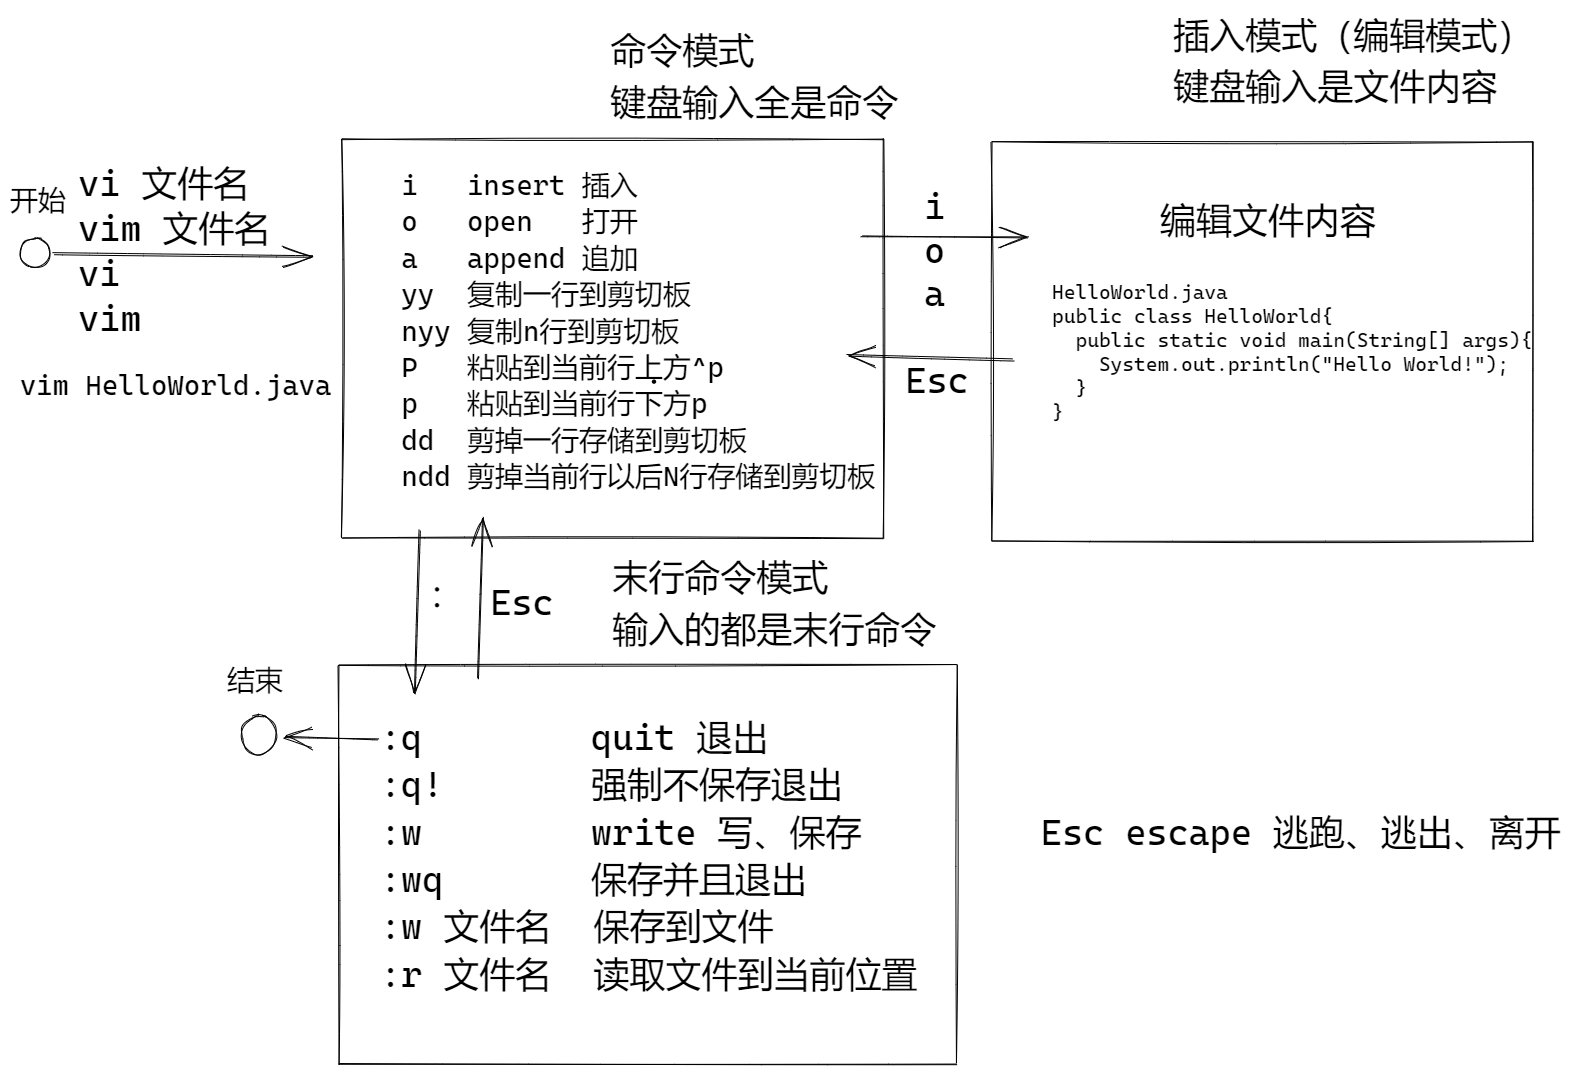 命令模式
键盘输入全是命令
插入模式（编辑模式）
键盘输入是文件内容
开始
vi 文件名
vim 文件名
vi
vim
vim HelloWorld.java
i insert 插入
o open 打开
a append 追加
yy 复制一行到剪切板
nyy 复制n行到剪切板
P 粘贴到当前行上方^p
p 粘贴到当前行下方p
dd 剪掉一行存储到剪切板
ndd 剪掉当前行以后N行存储到剪切板
i
o
a
Esc
编辑文件内容
HelloWorld.java
public class HelloWorld{
public static void main(String[] args){
System.out.println("Hello World!");
}
}
:
Esc
末行命令模式
输入的都是末行命令
结束
:q quit 退出
:q! 强制不保存退出
:w write 写、保存
:wq 保存并且退出
:w 文件名 保存到文件
:r 文件名 读取文件到当前位置
Esc escape 逃跑、逃出、离开